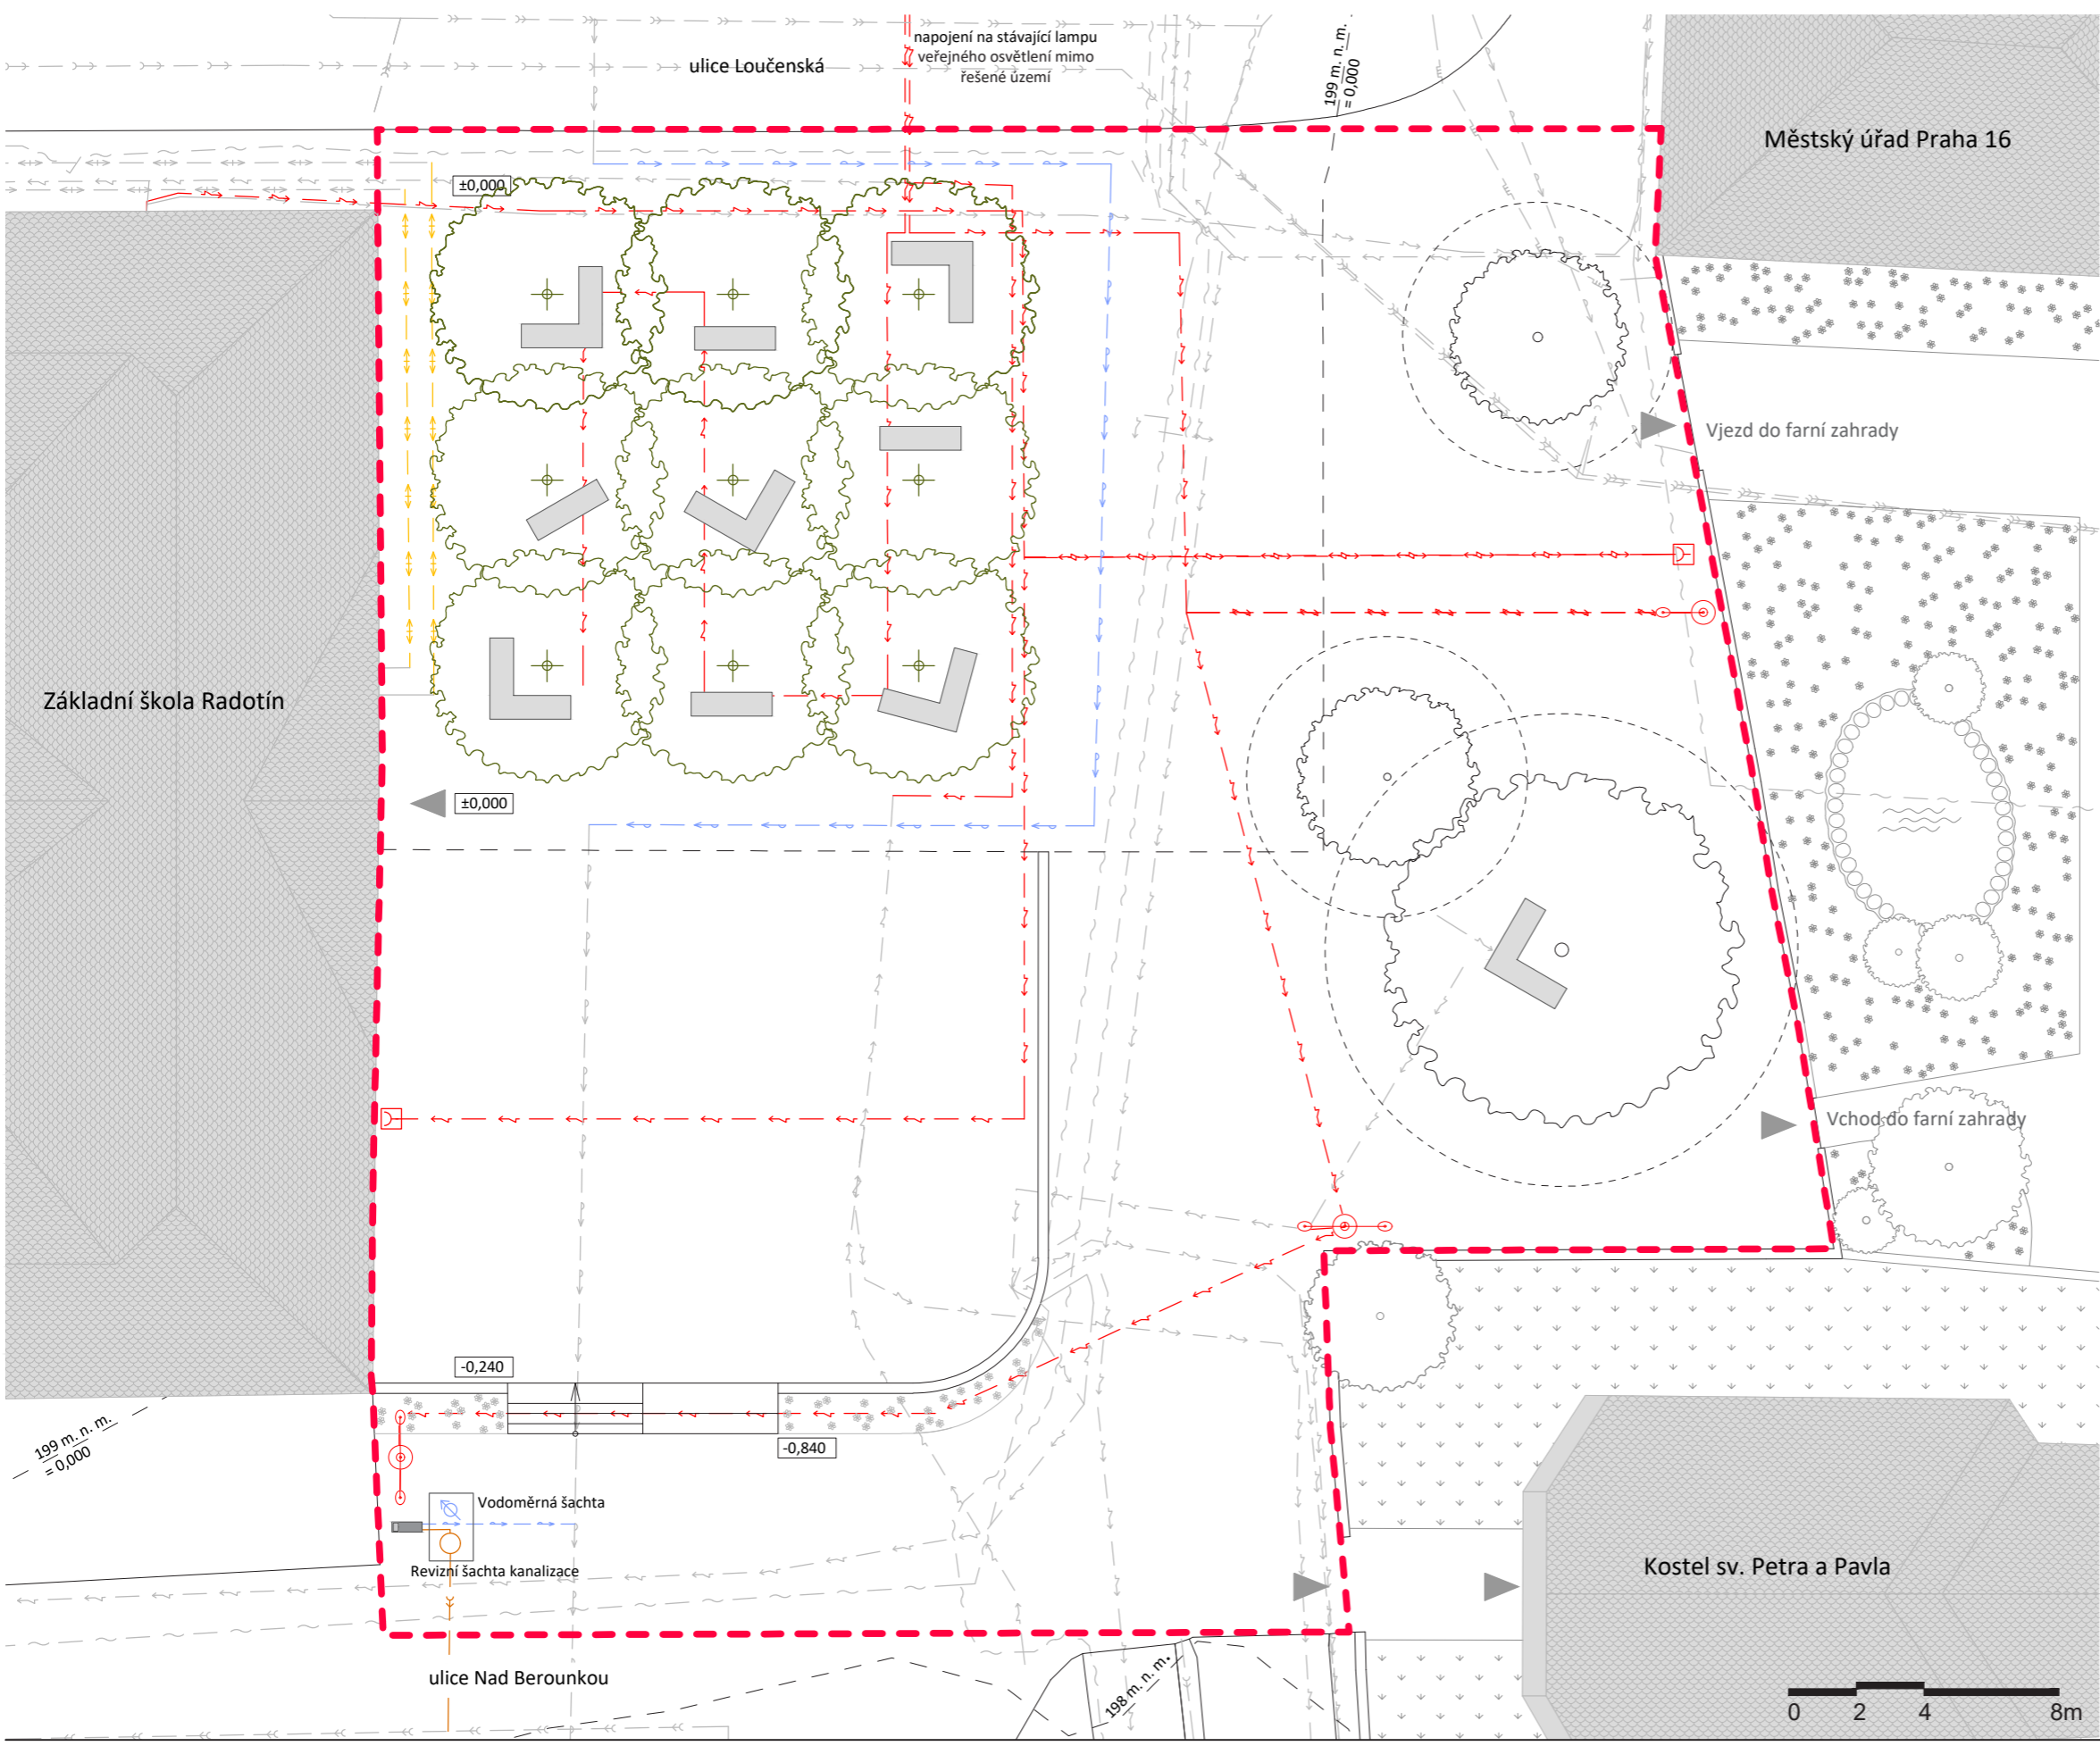 napojení na stávající lampu
veřejného osvětlení mimo
řešené území
ulice Loučenská
199 m. n. m.
= 0,000
Městský úřad Praha 16
±0,000
Vjezd do farní zahrady
Základní škola Radotín
±0,000
Vchod do farní zahrady
-0,240
199 m. n. m.
= 0,000
-0,840
Vodoměrná šachta
Revizní šachta kanalizace
Kostel sv. Petra a Pavla
ulice Nad Berounkou
198 m. n. m.
0 2 4 8m